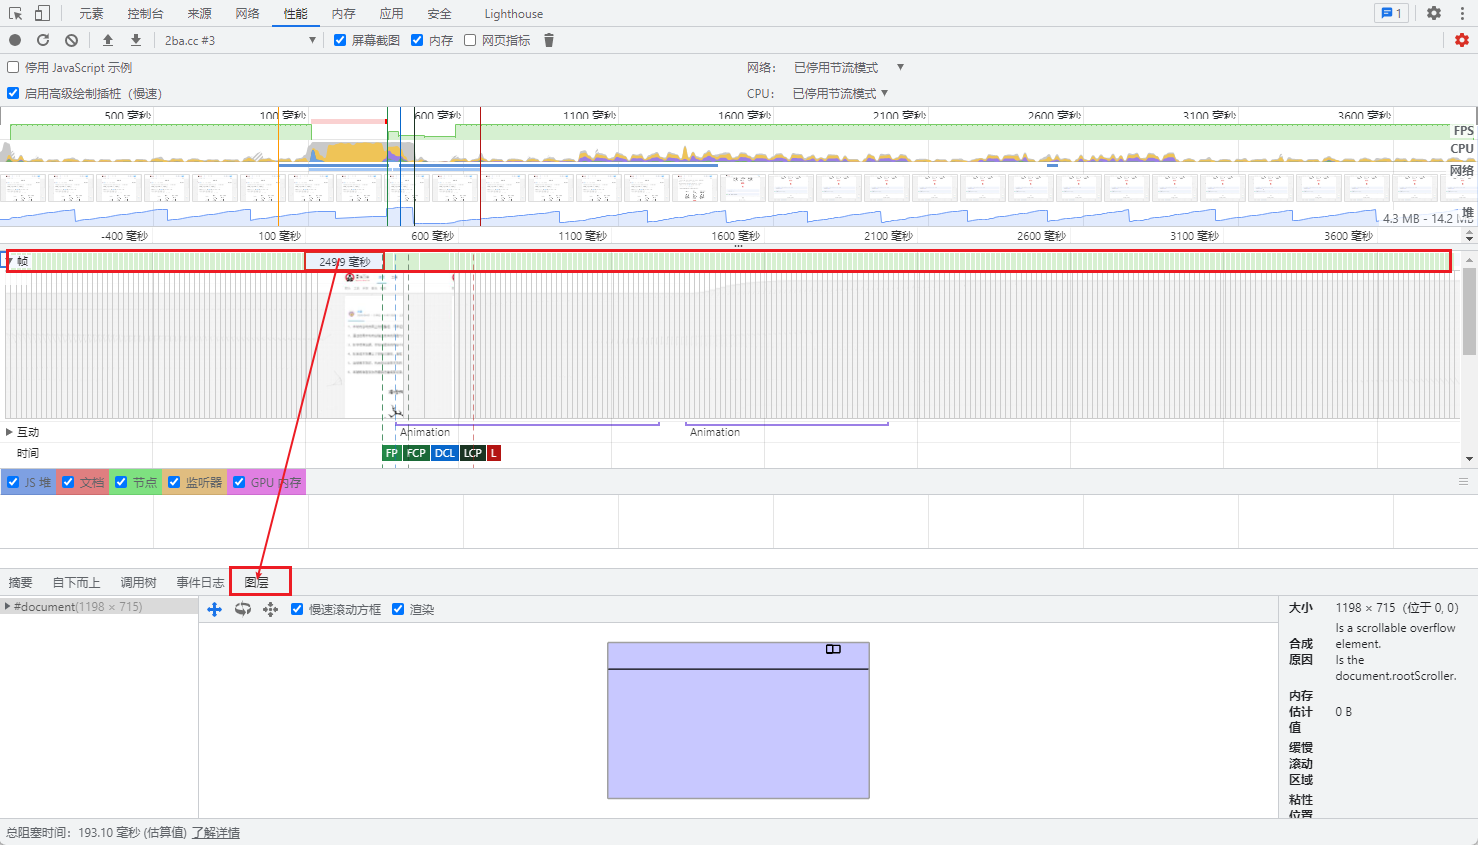 元素 控制台 来源 网络 性能 内存 应用 安全 Lighthouse 1
2ba.cc #3 屏幕截图 内存 网页指标
停用 JavaScript 示例 网络： 已停用节流模式
启用高级绘制插桩（慢速） CPU： 已停用节流模式
500 毫秒 100 毫秒 600 毫秒 1100 毫秒 1600 毫秒 2100 毫秒 2600 毫秒 3100 毫秒 3600 毫秒
FPS
CPU
网络
堆
4.3 MB - 14.2 M
-400 毫秒 100 毫秒 600 毫秒 1100 毫秒 1600 毫秒 2100 毫秒 2600 毫秒 3100 毫秒 3600 毫秒
帧 249.9 毫秒
互动 Animation Animation
时间 FP FCP DCL LCP L
JS 堆 文档 节点 监听器 GPU 内存
摘要 自下而上 调用树 事件日志 图层
#document(1198 × 715) 慢速滚动方框 渲染
大小 1198 × 715（位于 0, 0）
合成原因 Is a scrollable overflow
element.
Is the
document.rootScroller.
内存
估计
值 0 B
缓慢
滚动
区域
粘性
位置
总阻塞时间：193.10 毫秒 (估算值) 了解详情